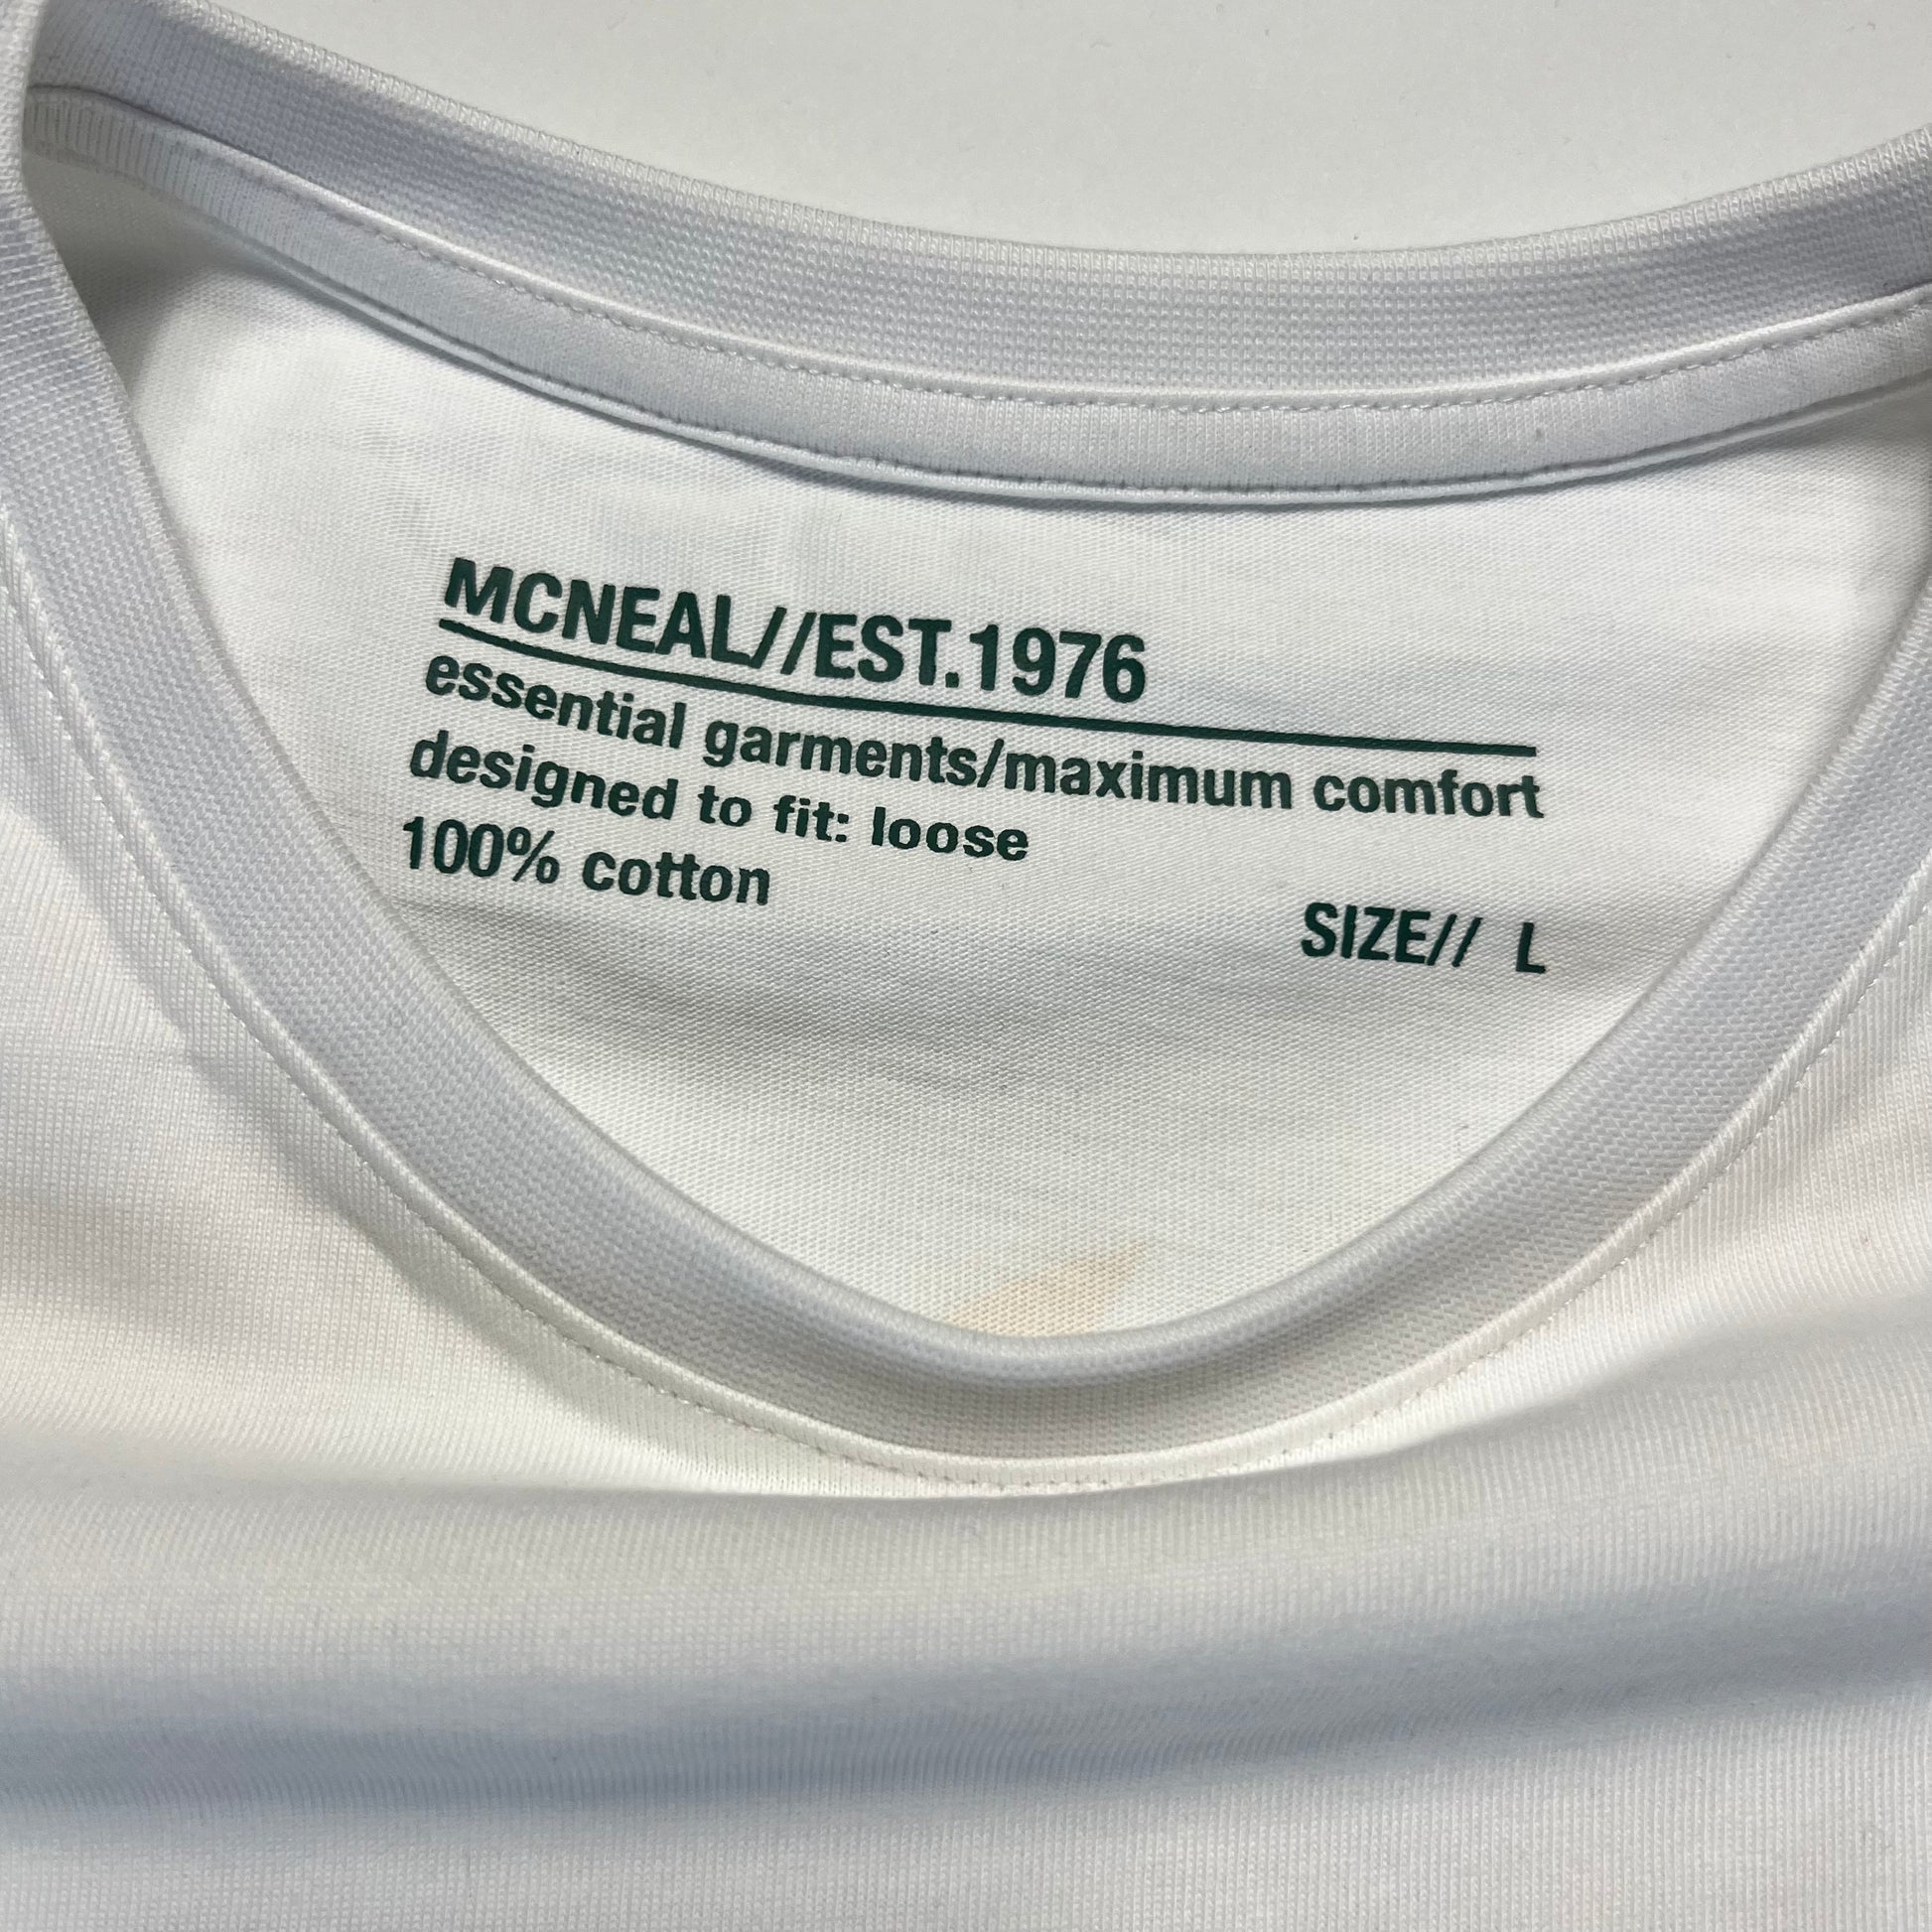 MCNEAL//EST.1976
essential garments/maximum comfort
designed to fit: loose
100% cotton
SIZE// L